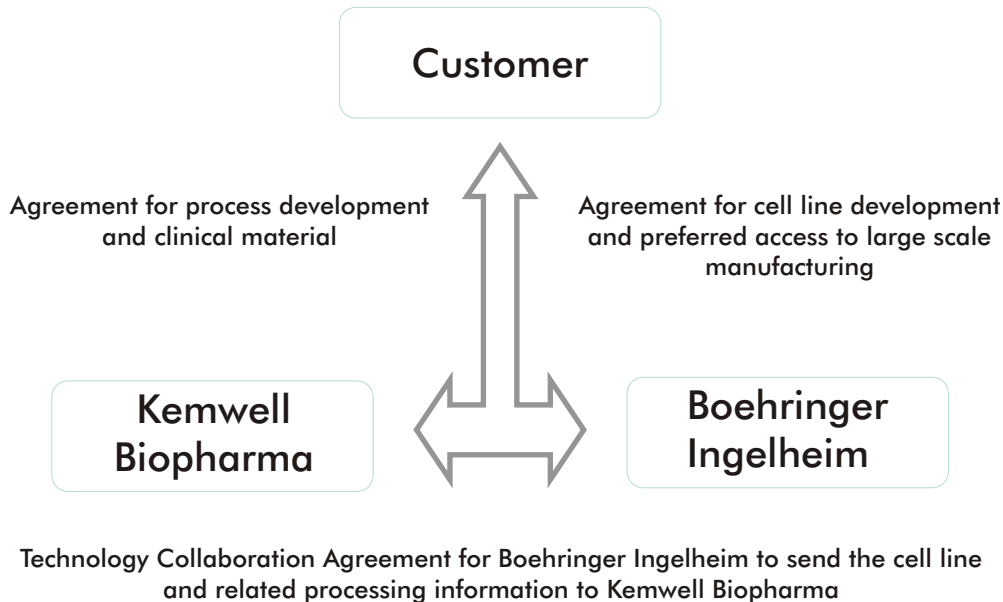 Customer
Agreement for process development
and clinical material
Agreement for cell line development
and preferred access to large scale
manufacturing
Kemwell
Biopharma
Boehringer
Ingelheim
Technology Collaboration Agreement for Boehringer Ingelheim to send the cell line
and related processing information to Kemwell Biopharma